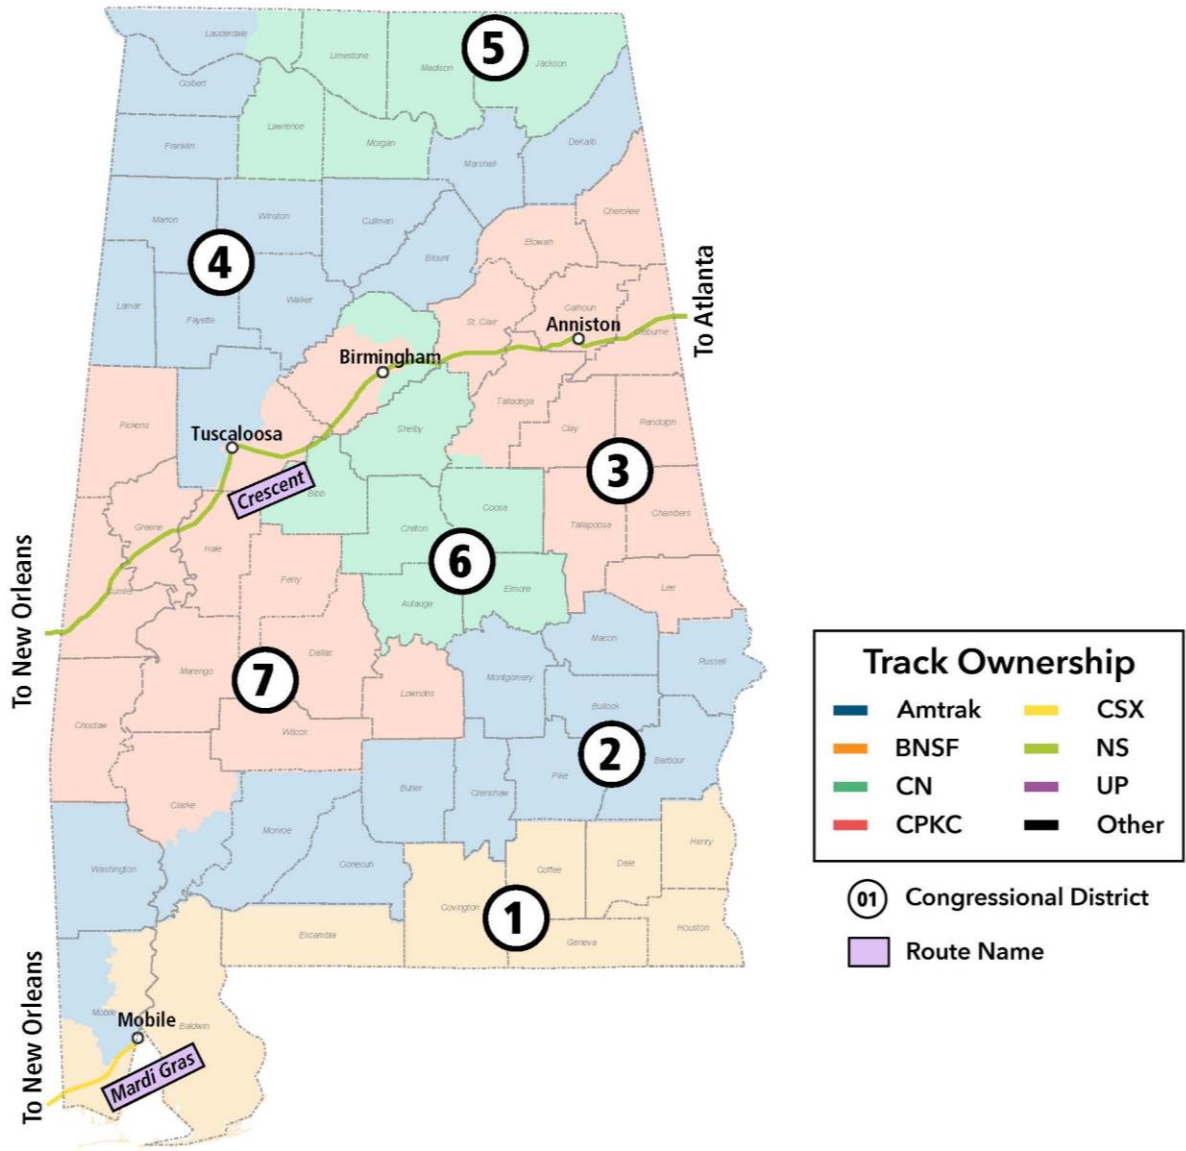 Lauderdale
Limestone
Madison
5
Jackson
Colbert
Lawrence
Morgan
Franklin
Marshall
DeKalb
Marion
Winston
Cullman
Cherokee
Etowah
4
Blount
Lamar
Fayette
Walker
St. Clair
Calhoun
Anniston
Cleburne
To Atlanta
Birmingham
Pickens
Tuscaloosa
Shelby
Talladega
Clay
Randolph
3
Crescent
Bibb
Coosa
Chilton
Tallapoosa
Chambers
Greene
Hale
6
To New Orleans
Sumter
Perry
Autauga
Elmore
Lee
Macon
Russell
Marengo
7
Dallas
Lowndes
Montgomery
Bullock
Choctaw
Wilcox
2
Barbour
Pike
Clarke
Butler
Crenshaw
Monroe
Conecuh
Washington
Henry
Coffee
Dale
Covington
1
Escambia
Geneva
Houston
To New Orleans
Mobile
Mobile
Baldwin
Mardi Gras
Track Ownership
Amtrak CSX
BNSF NS
CN UP
CPKC Other
01 Congressional District
Route Name